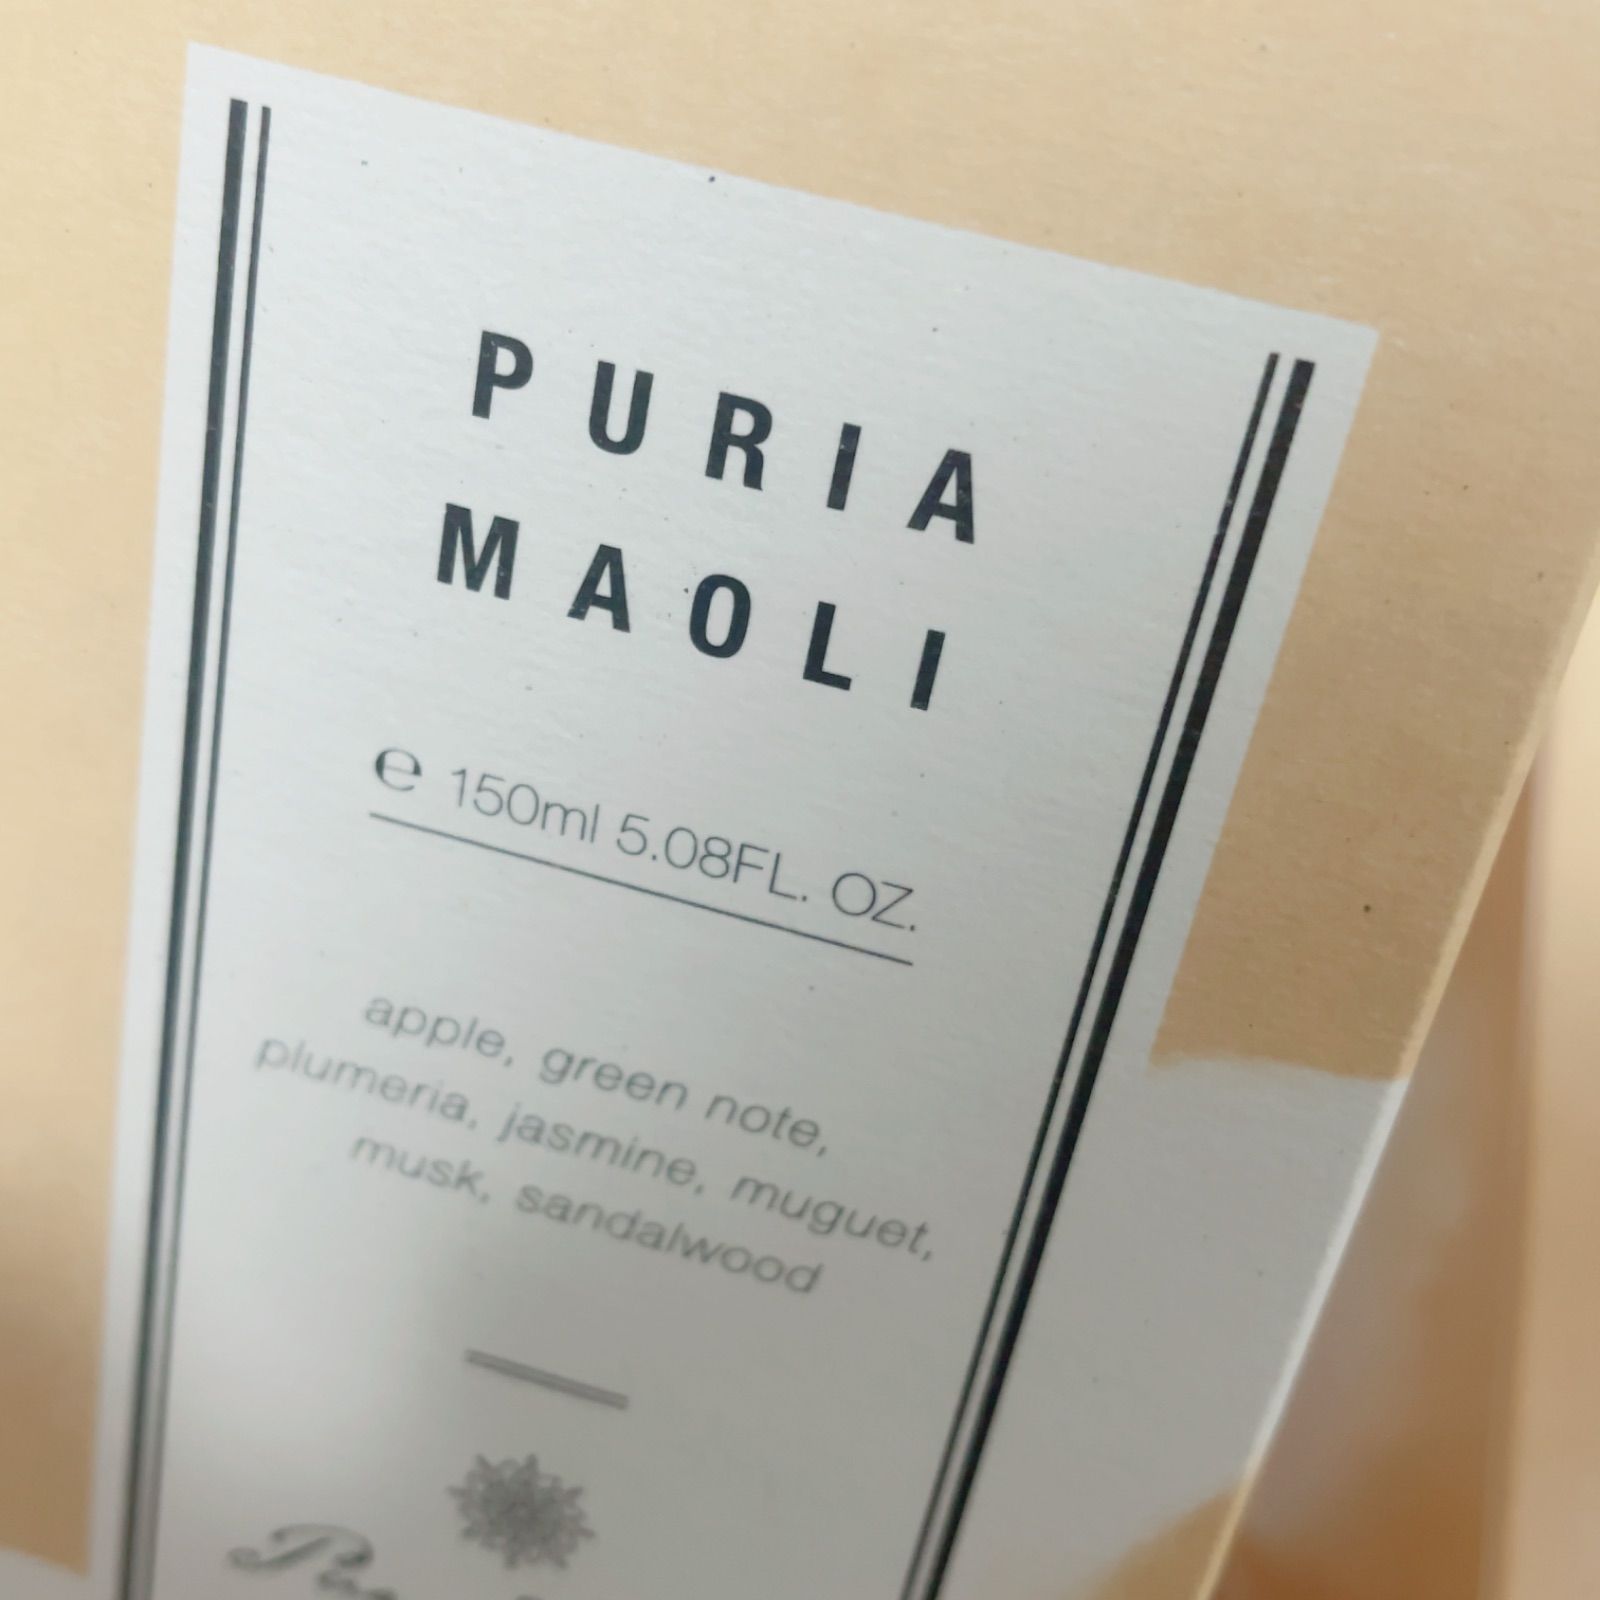 PURIA
MAOLI
℮ 150ml 5.08FL. OZ.
apple, green note,
plumeria, jasmine, muguet,
musk, sandalwood